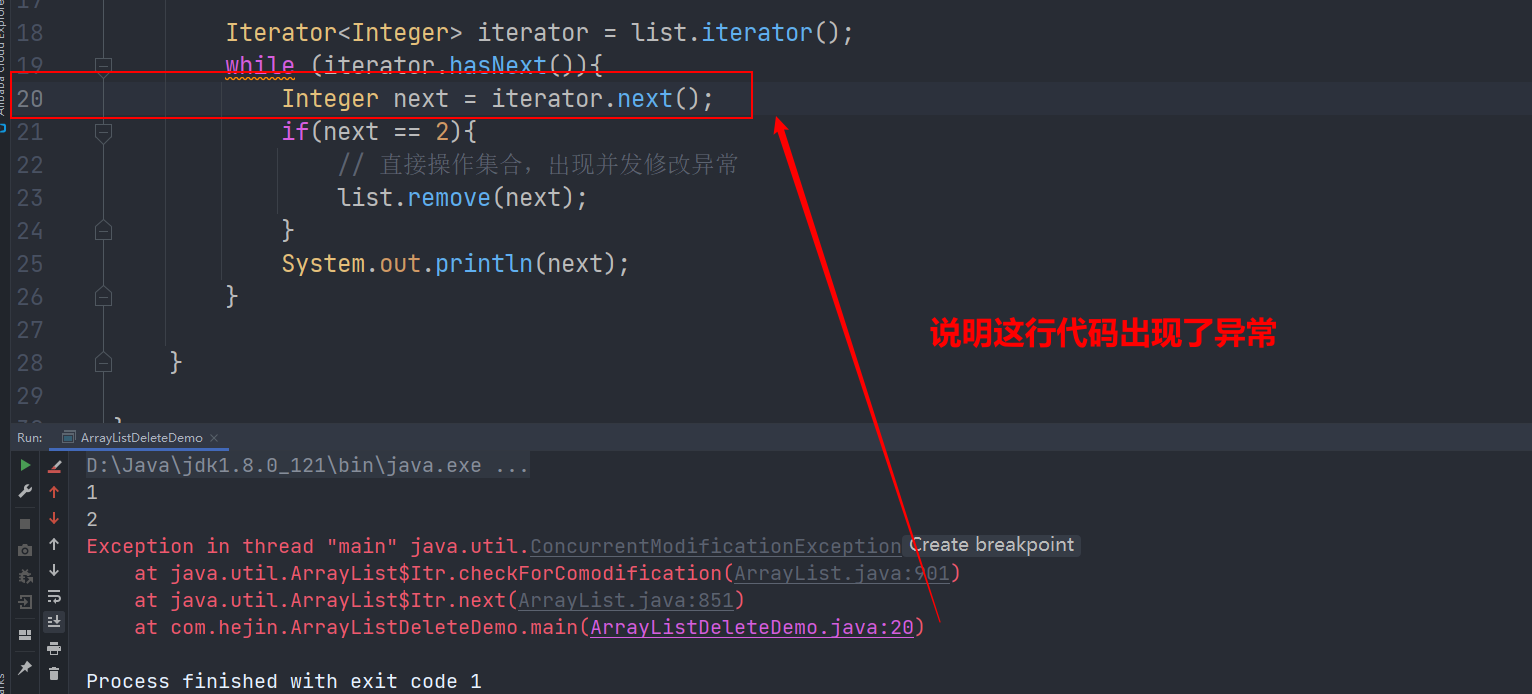 17
18 Iterator<Integer> iterator = list.iterator();
19 while (iterator.hasNext()){
20 Integer next = iterator.next();
21 if(next == 2){
22 // 直接操作集合，出现并发修改异常
23 list.remove(next);
24 }
25 System.out.println(next);
26 }
27
说明这行代码出现了异常
28 }
29
}
Run: ArrayListDeleteDemo ×
D:\Java\jdk1.8.0_121\bin\java.exe ...
1
2
Exception in thread "main" java.util.ConcurrentModificationException Create breakpoint
at java.util.ArrayList$Itr.checkForComodification(ArrayList.java:901)
at java.util.ArrayList$Itr.next(ArrayList.java:851)
at com.hejin.ArrayListDeleteDemo.main(ArrayListDeleteDemo.java:20)
Process finished with exit code 1